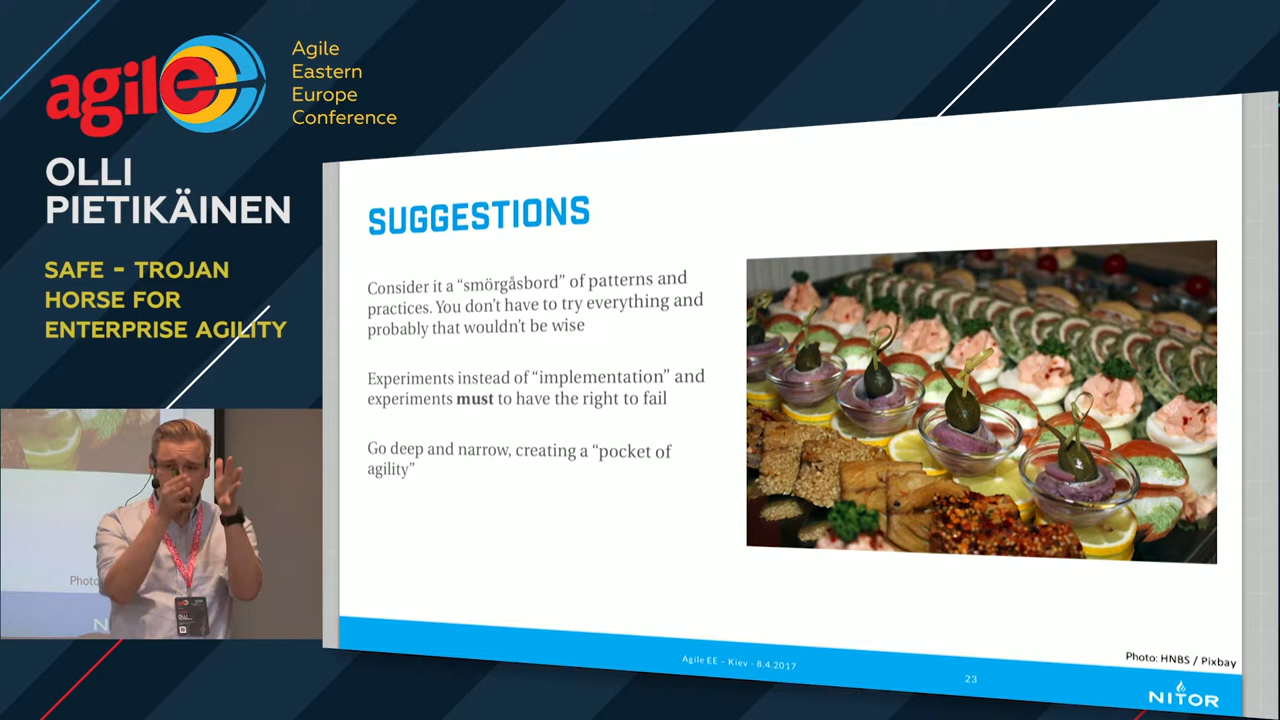 agile
Agile
Eastern
Europe
Conference
OLLI
PIETIKÄINEN
SAFE - TROJAN
HORSE FOR
ENTERPRISE AGILITY
SUGGESTIONS
Consider it a “smörgåsbord” of patterns and
practices. You don’t have to try everything and
probably that wouldn’t be wise
Experiments instead of “implementation” and
experiments must to have the right to fail
Go deep and narrow, creating a “pocket of
agility”
Photo: HNBS / Pixbay
Agile EE – Kiev - 8.4.2017
23
NITOR
Photo
N